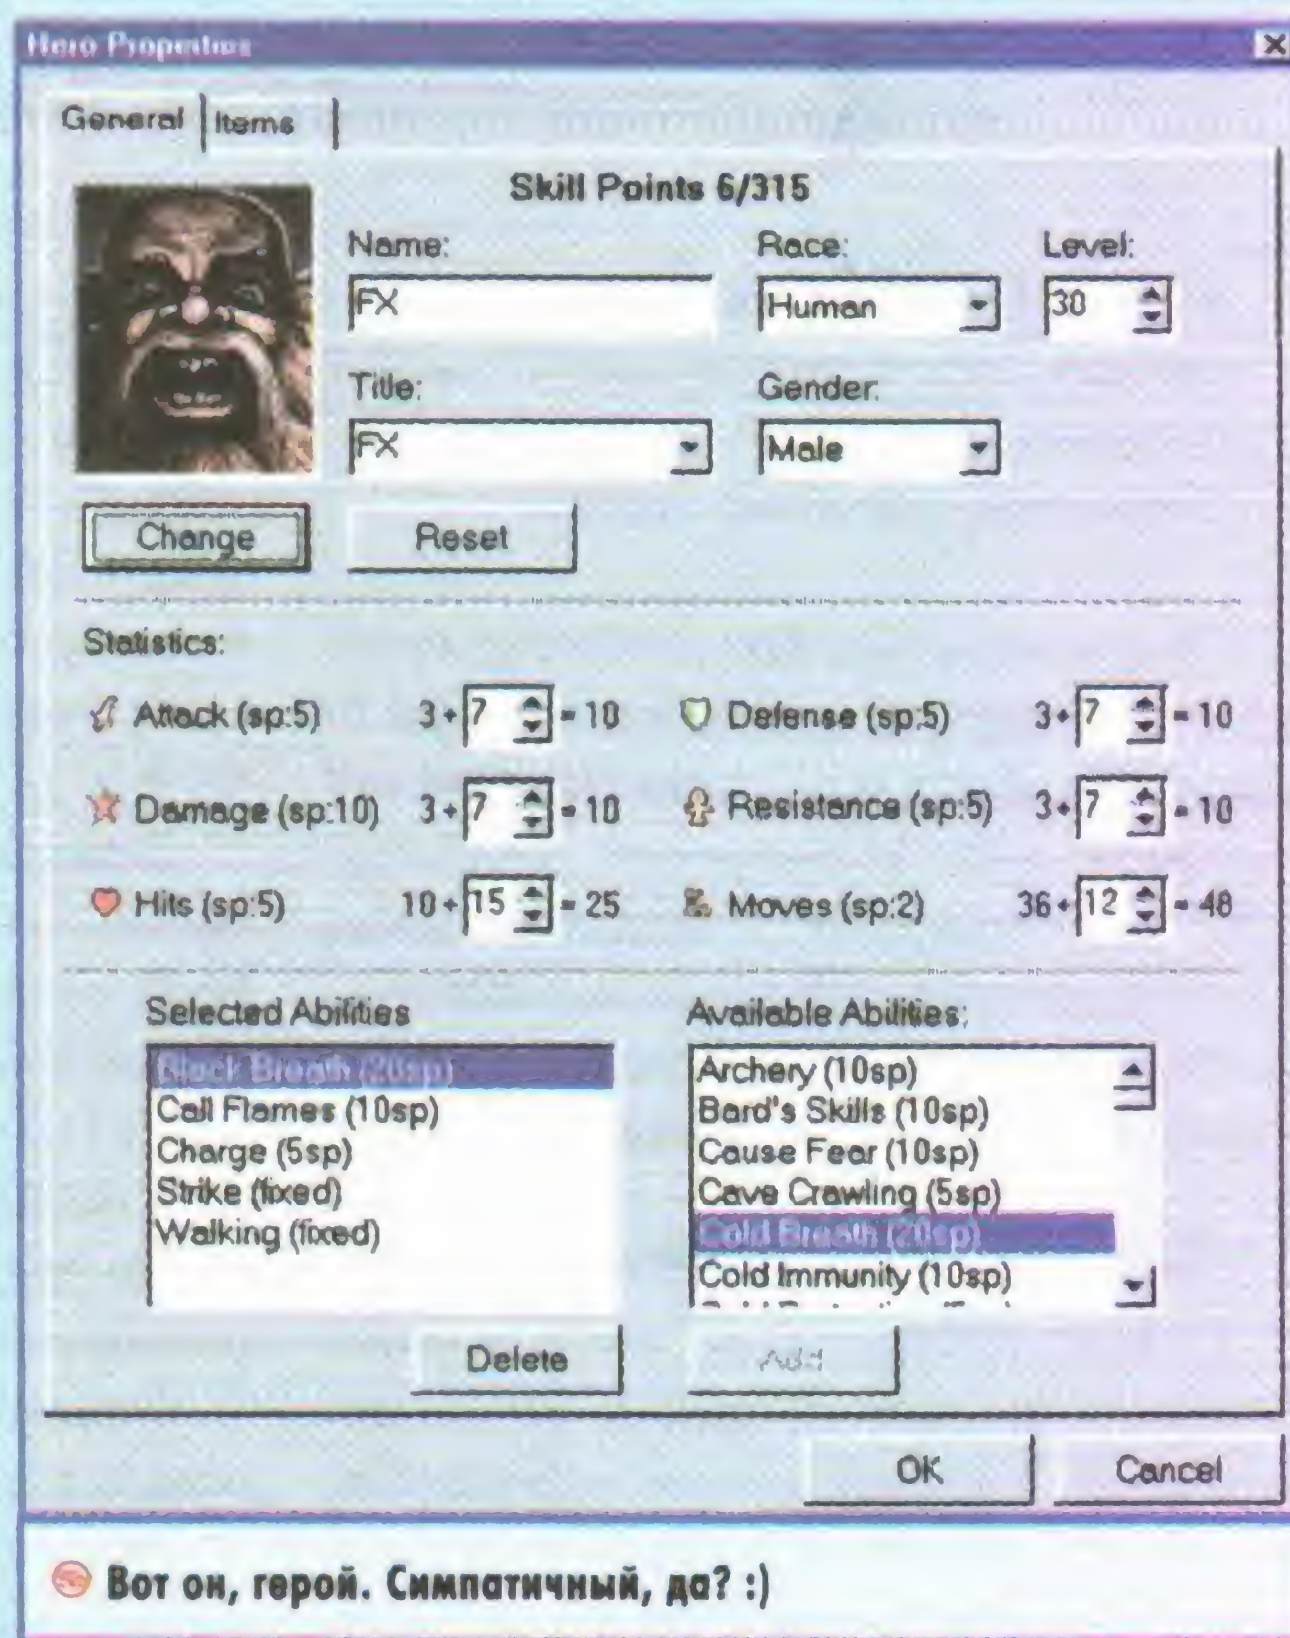 Hero Properties
General Items
Skill Points 6/315
Name: Race: Level:
FX Human 30
Title: Gender:
FX Male
Change Reset
Statistics:
Attack (sp:5) 3+ 7 = 10 Defense (sp:5) 3+ 7 = 10
Damage (sp:10) 3+ 7 = 10 Resistance (sp:5) 3+ 7 = 10
Hits (sp:5) 10+ 15 = 25 Moves (sp:2) 36+ 12 = 48
Selected Abilities Available Abilities:
Black Breath (20sp) Archery (10sp)
Call Flames (10sp) Bard's Skills (10sp)
Charge (5sp) Cause Fear (10sp)
Strike (fixed) Cave Crawling (5sp)
Walking (fixed) Cold Breath (20sp)
Cold Immunity (10sp)
Delete Add
OK Cancel
Вот он, герой. Симпатичный, да? :)